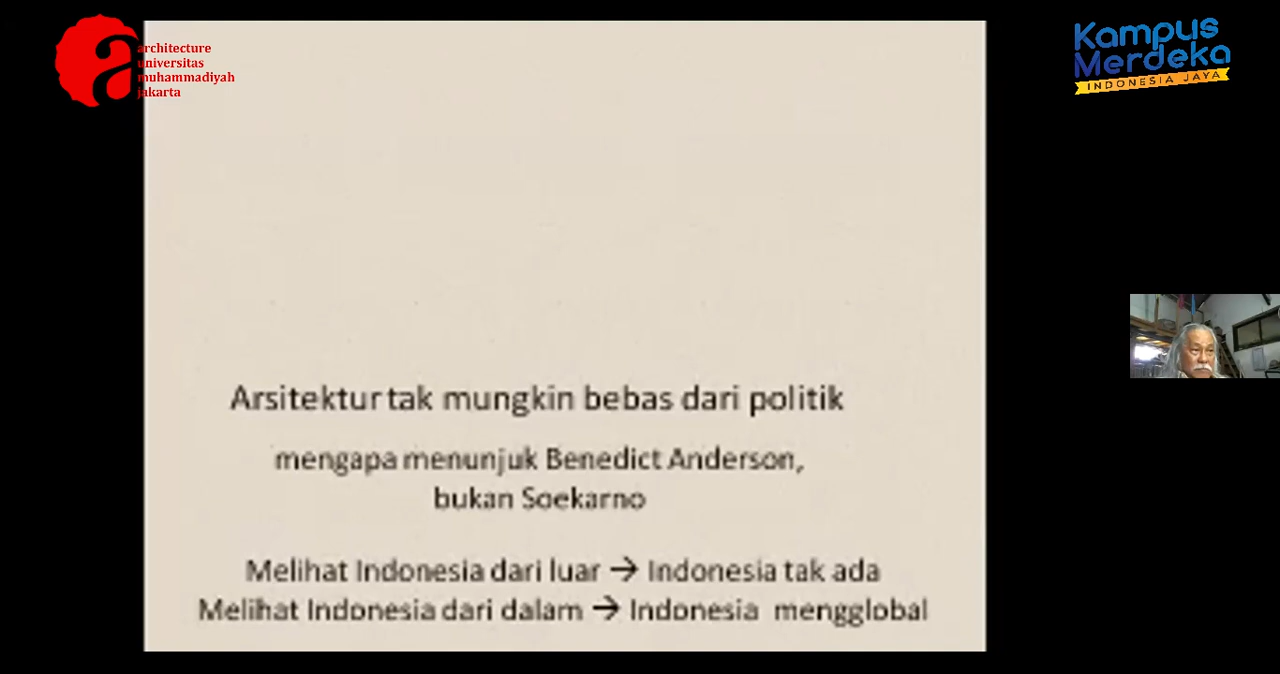 architecture
universitas
muhammadiyah
jakarta
Kampus
Merdeka
INDONESIA JAYA
Arsitektur tak mungkin bebas dari politik
mengapa menunjuk Benedict Anderson,
bukan Soekarno
Melihat Indonesia dari luar → Indonesia tak ada
Melihat Indonesia dari dalam → Indonesia mengglobal